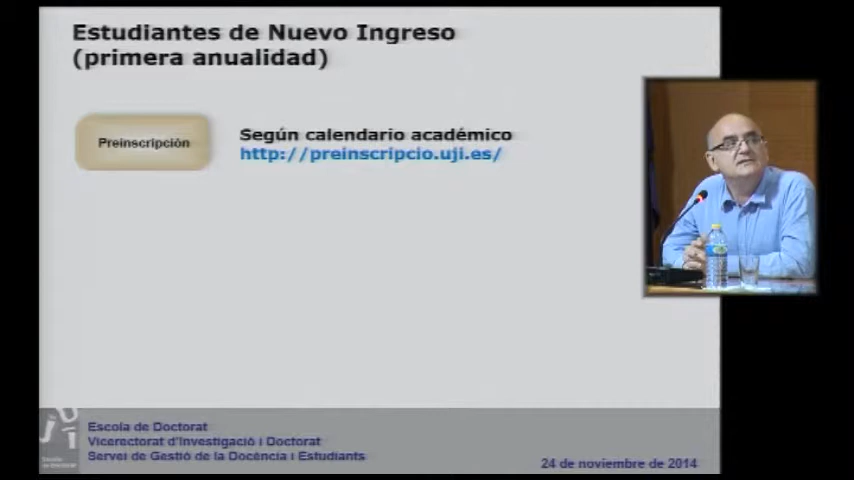 Estudiantes de Nuevo Ingreso
(primera anualidad)
Preinscripción
Según calendario académico
http://preinscripcio.uji.es/
Escola de Doctorat
Vicerectorat d'Investigació i Doctorat
Servei de Gestió de la Docència i Estudiants
24 de noviembre de 2014